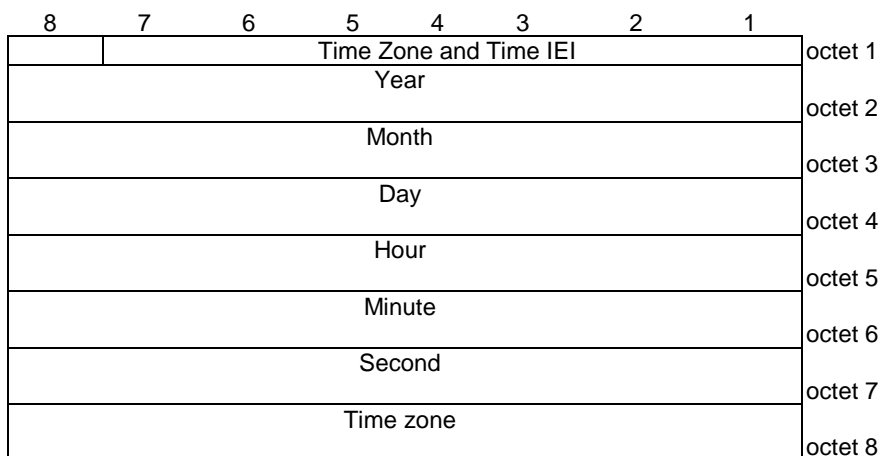 8 7 6 5 4 3 2 1
Time Zone and Time IEI octet 1
Year
octet 2
Month
octet 3
Day
octet 4
Hour
octet 5
Minute
octet 6
Second
octet 7
Time zone
octet 8